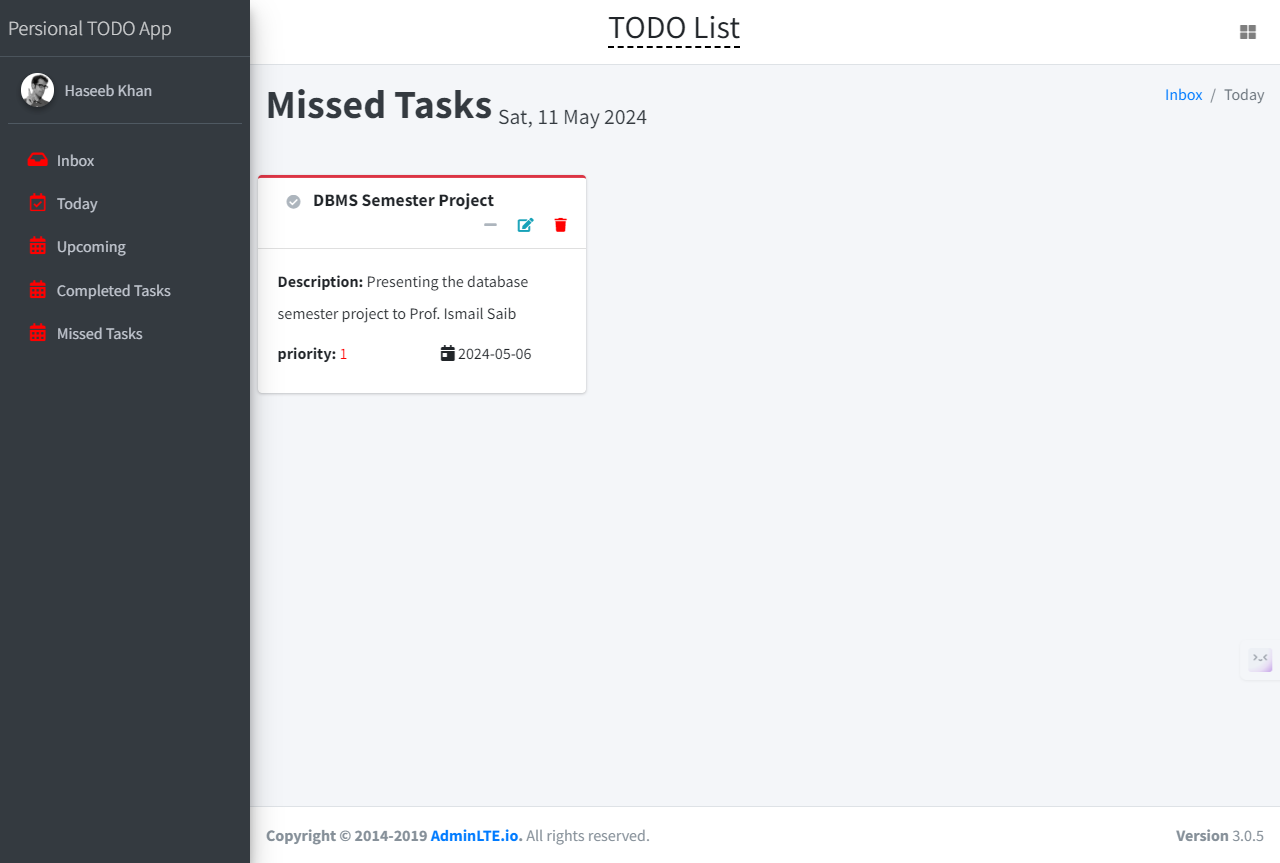 Persional TODO App
Haseeb Khan
Inbox
Today
Upcoming
Completed Tasks
Missed Tasks
TODO List
Missed Tasks Sat, 11 May 2024
Inbox / Today
DBMS Semester Project
Description: Presenting the database
semester project to Prof. Ismail Saib
priority: 1
2024-05-06
Copyright © 2014-2019 AdminLTE.io. All rights reserved.
Version 3.0.5